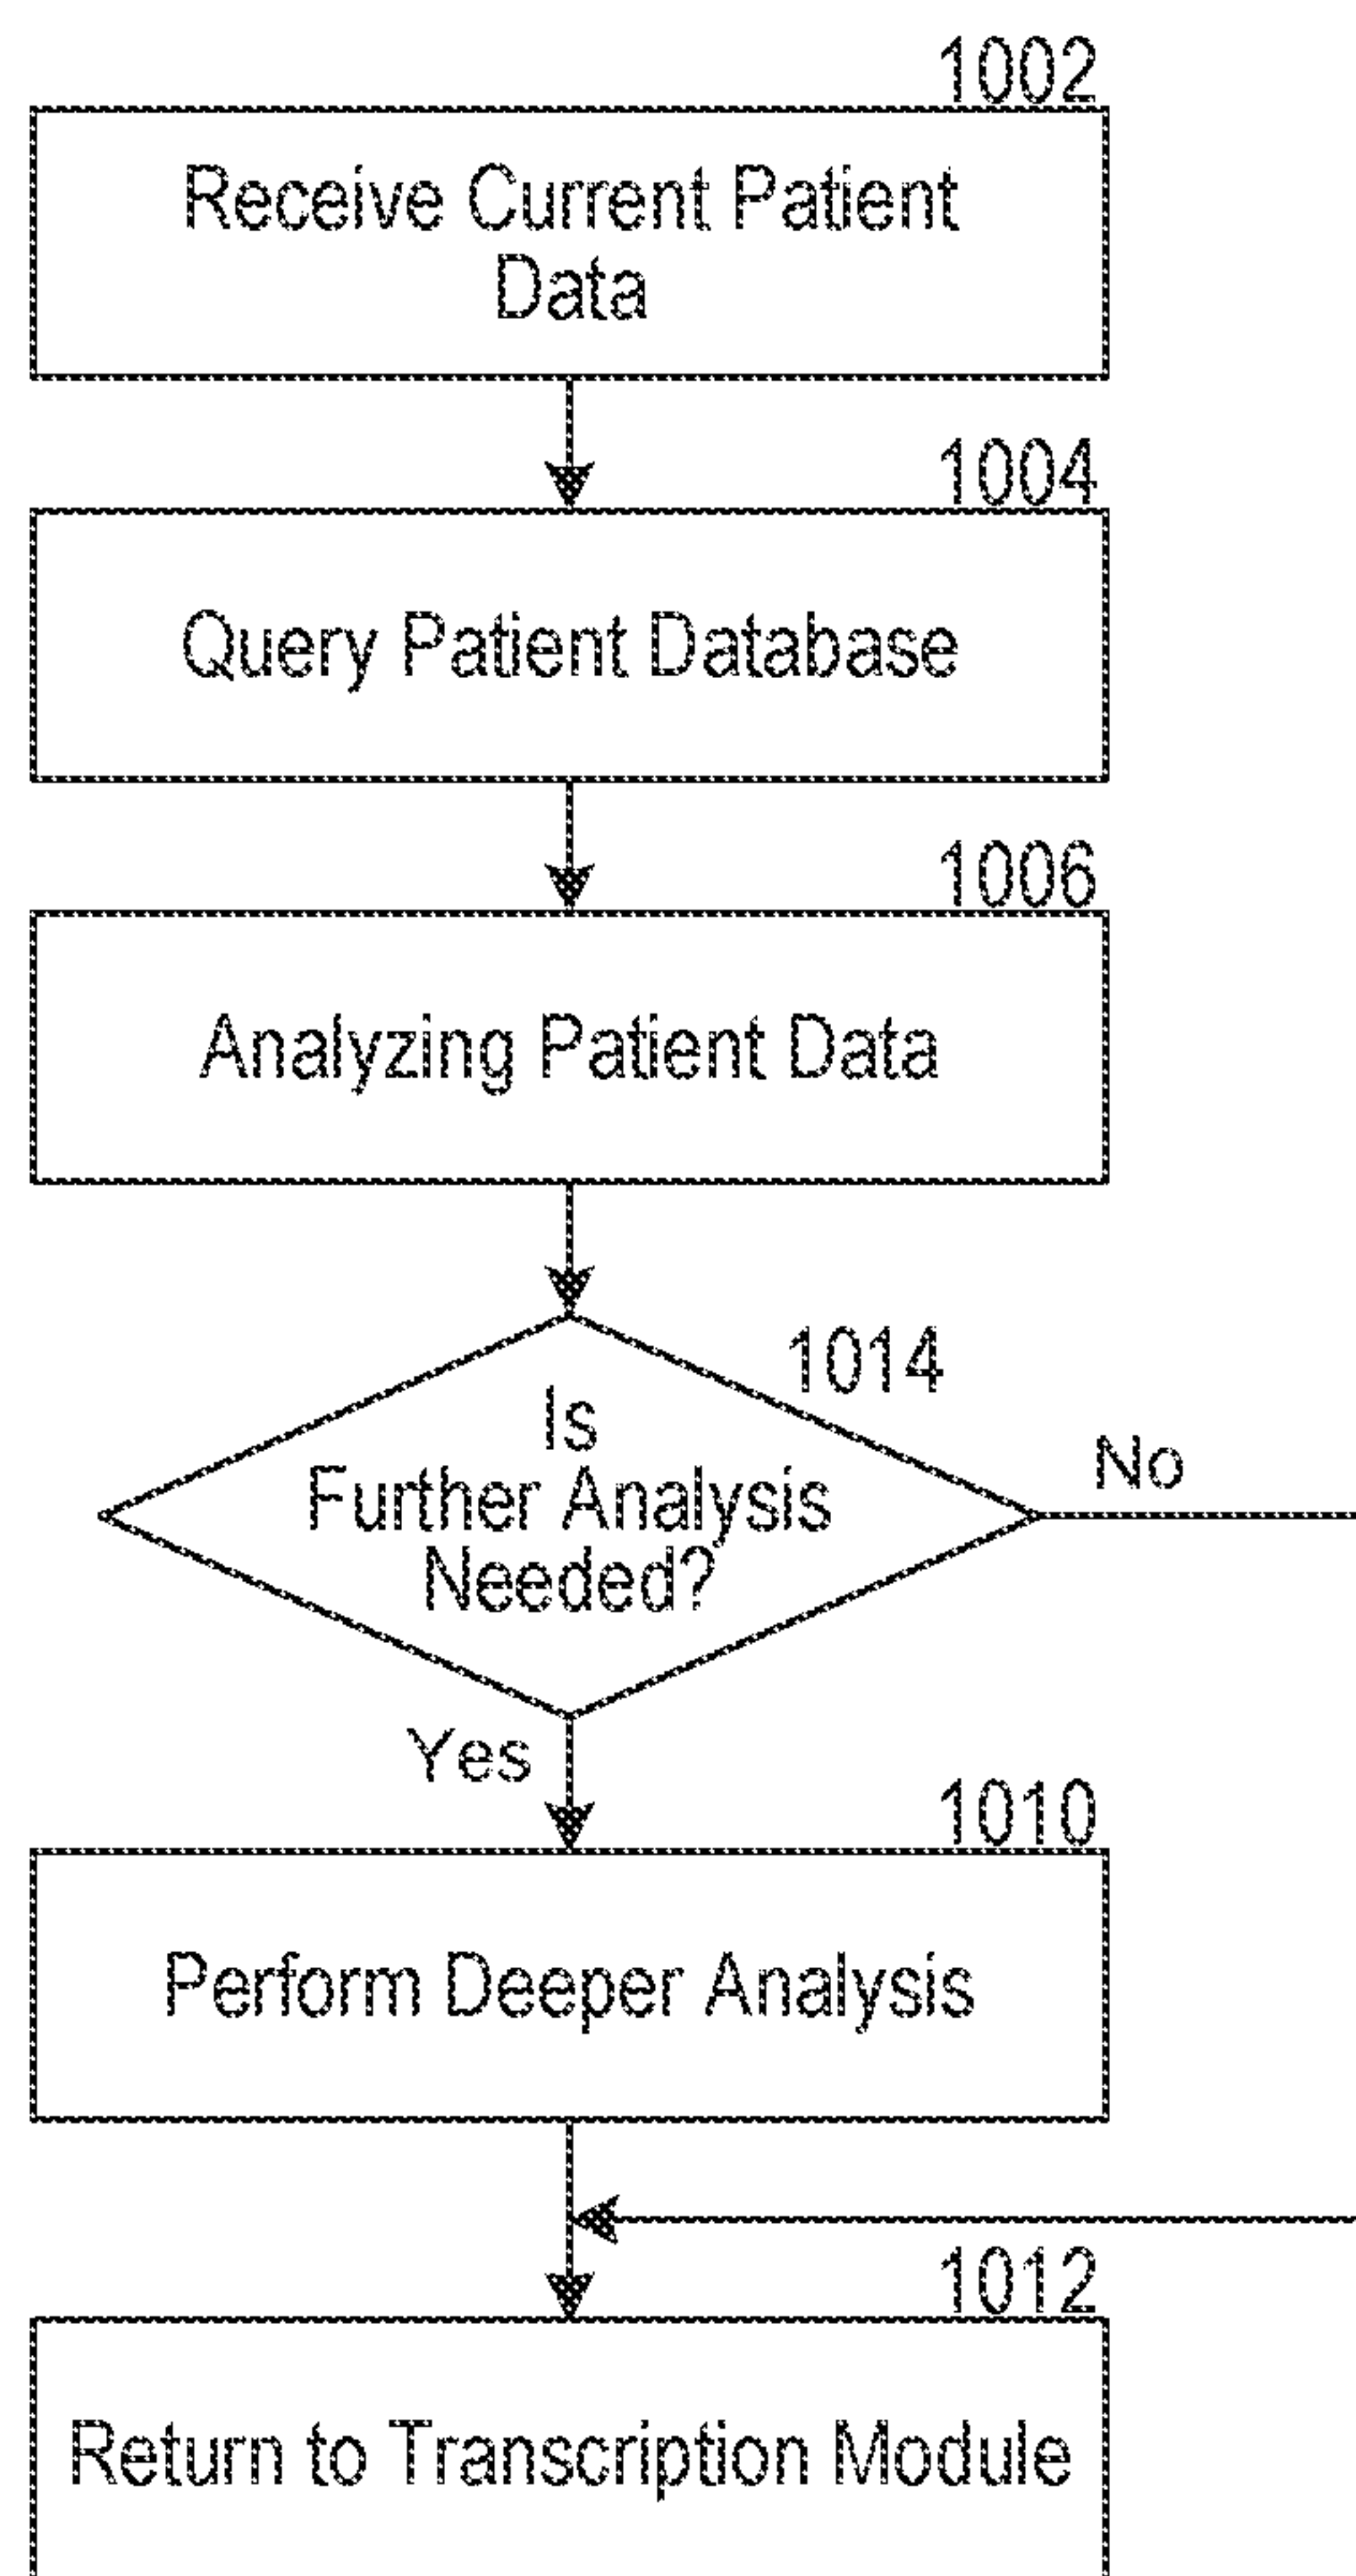 1002
Receive Current Patient
Data
1004
Query Patient Database
1006
Analyzing Patient Data
1014
Is
Further Analysis
Needed?
No
Yes
1010
Perform Deeper Analysis
1012
Return to Transcription Module